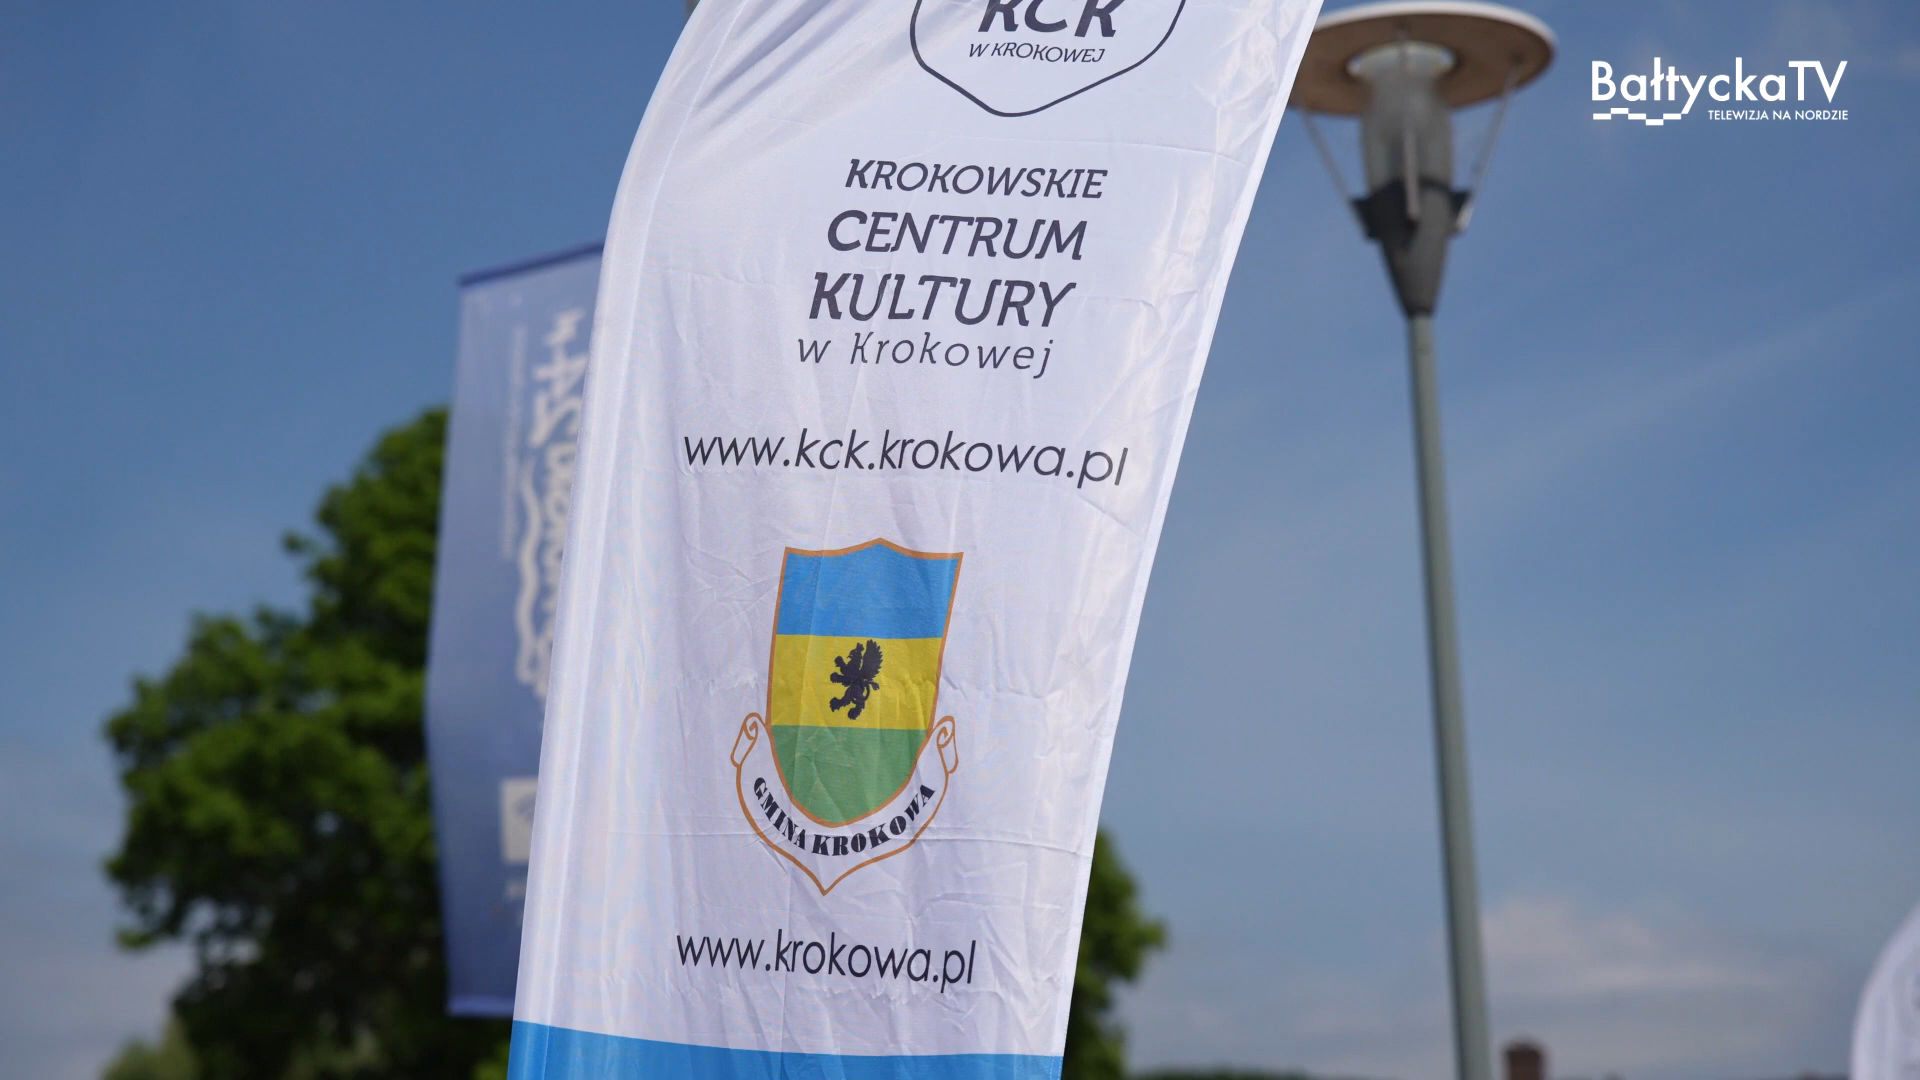 KCK
W KROKOWEJ
KROKOWSKIE
CENTRUM
KULTURY
w Krokowej
www.kck.krokowa.pl
GMINA KROKOWA
www.krokowa.pl
BałtyckaTV
TELEWIZJA NA NORDZIE